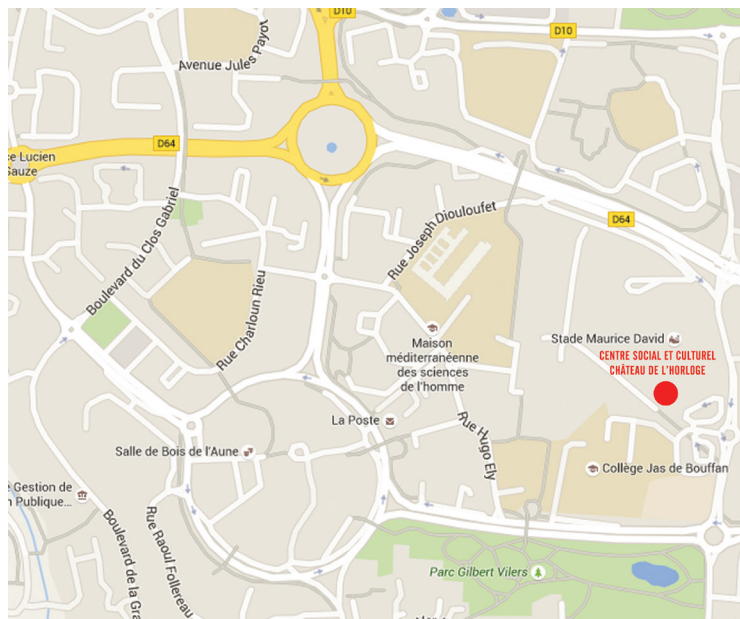 D10
D10
Avenue Jules Payot
D64
ce Lucien
Sauze
Boulevard du Clos Gabriel
Rue Joseph Diouloufet
D64
Rue Charloun Rieu
Maison
méditerranéenne
des sciences
de l'homme
Stade Maurice David
CENTRE SOCIAL ET CULTUREL
CHÂTEAU DE L'HORLOGE
La Poste
Rue Hugo Ely
Salle de Bois de l'Aune
Collège Jas de Bouffan
Gestion de
n Publique...
Boulevard de la Gra
Rue Raoul Follereau
Parc Gilbert Vilers